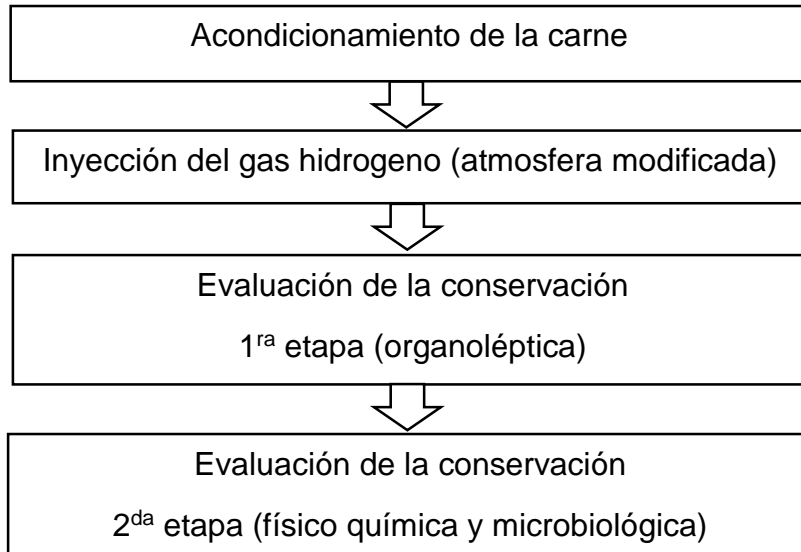 Acondicionamiento de la carne
Inyección del gas hidrogeno (atmosfera modificada)
Evaluación de la conservación
1ra etapa (organoléptica)
Evaluación de la conservación
2da etapa (físico química y microbiológica)